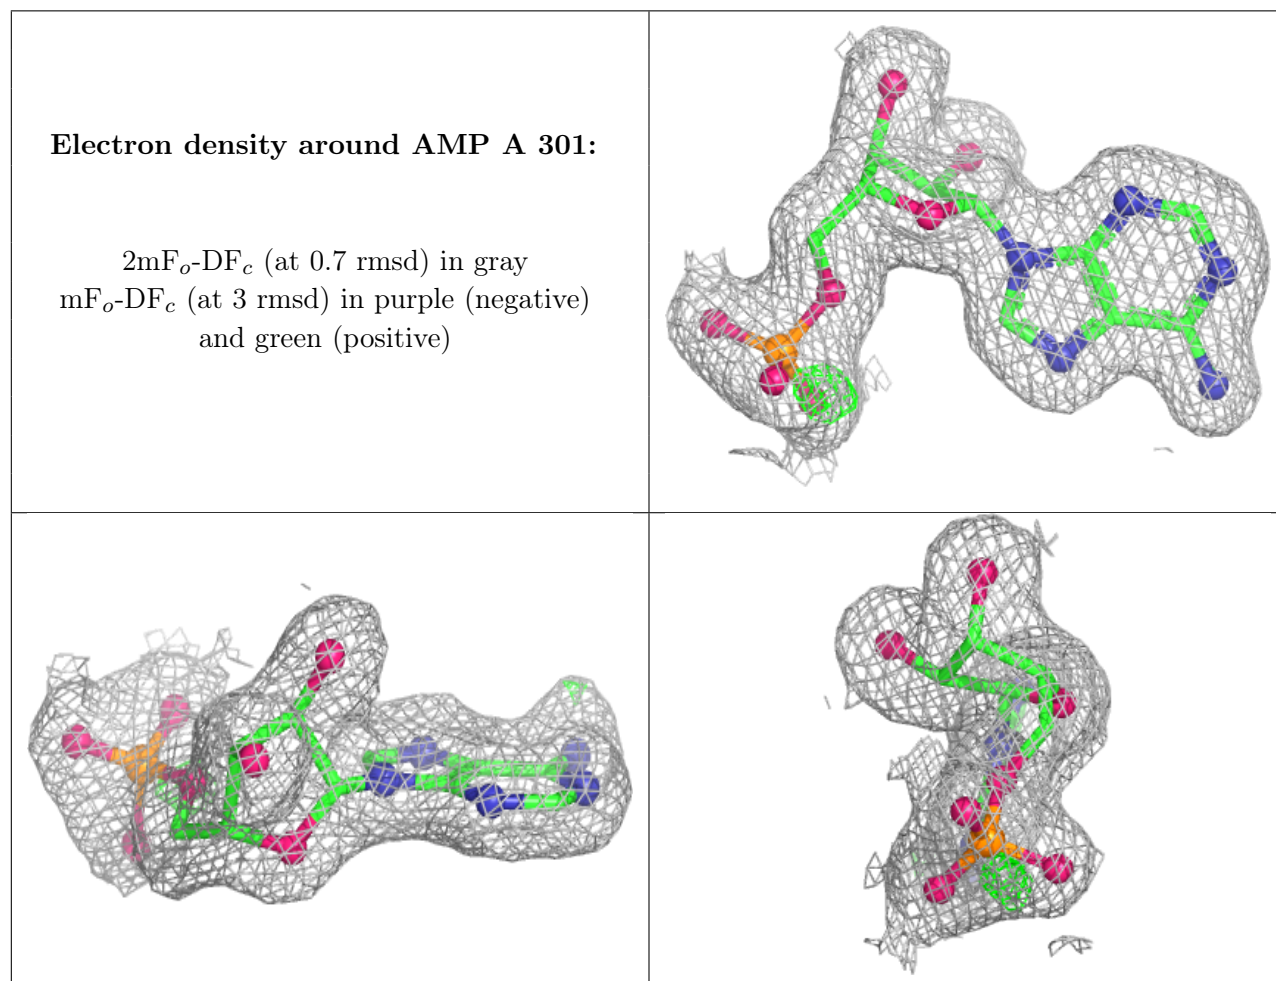 Electron density around AMP A 301:
2mFo-DFc (at 0.7 rmsd) in gray
mFo-DFc (at 3 rmsd) in purple (negative)
and green (positive)